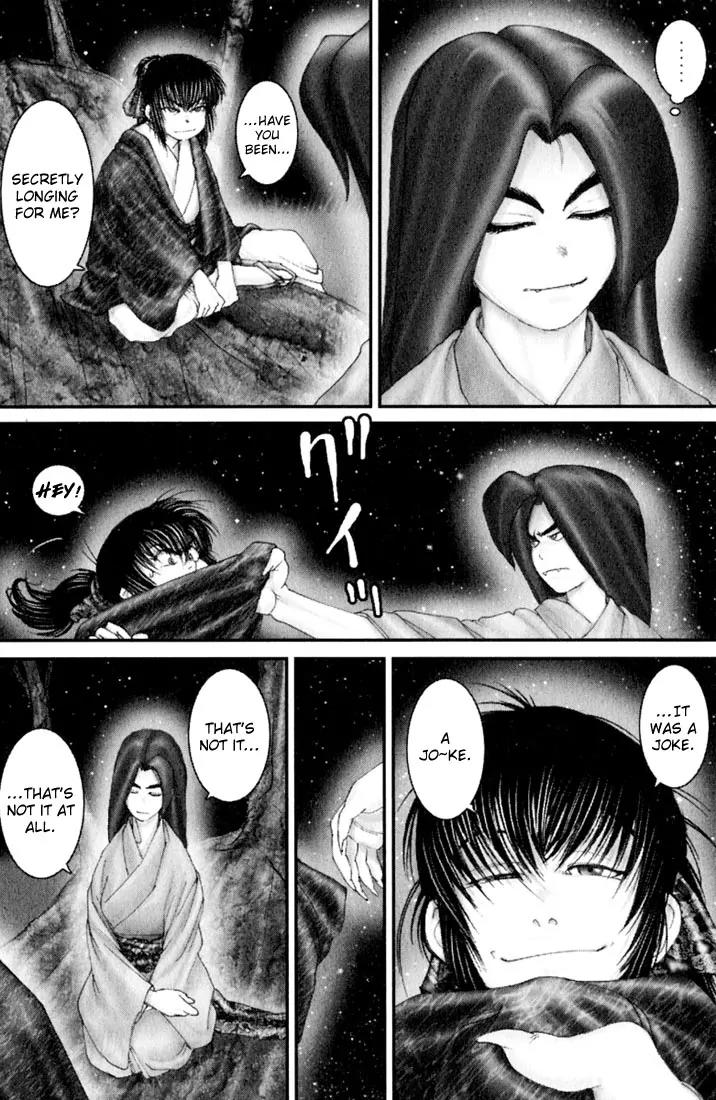 ......
...HAVE
YOU
BEEN...
SECRETLY
LONGING
FOR ME?
グイッ
HEY!
...IT
WAS A
JOKE.
A
JO~KE.
THAT'S
NOT IT...
...THAT'S
NOT IT AT
ALL.